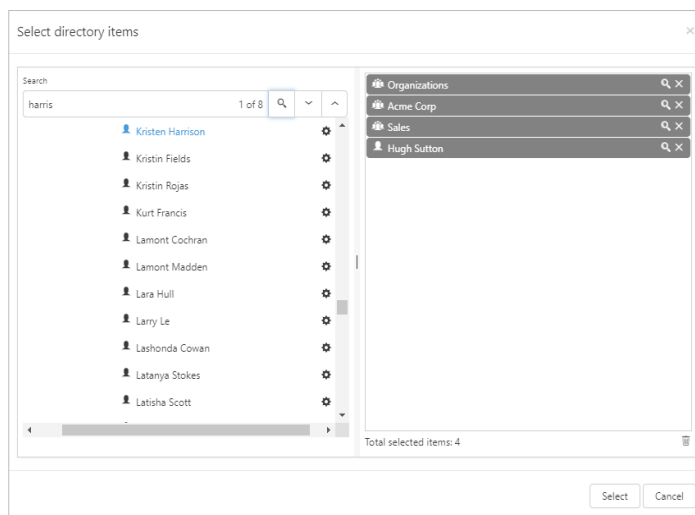 Select directory items
Search
harris 1 of 8
Kristen Harrison
Kristin Fields
Kristin Rojas
Kurt Francis
Lamont Cochran
Lamont Madden
Lara Hull
Larry Le
Lashonda Cowan
Latanya Stokes
Latisha Scott
Organizations
Acme Corp
Sales
Hugh Sutton
Total selected items: 4
Select Cancel